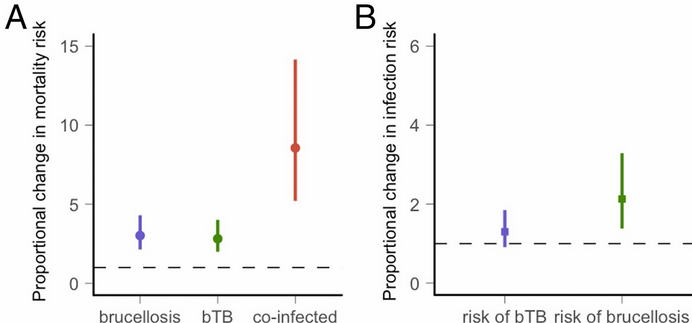 A
Proportional change in mortality risk
15
10
5
0
brucellosis bTB co-infected
B
Proportional change in infection risk
6
4
2
0
risk of bTB risk of brucellosis